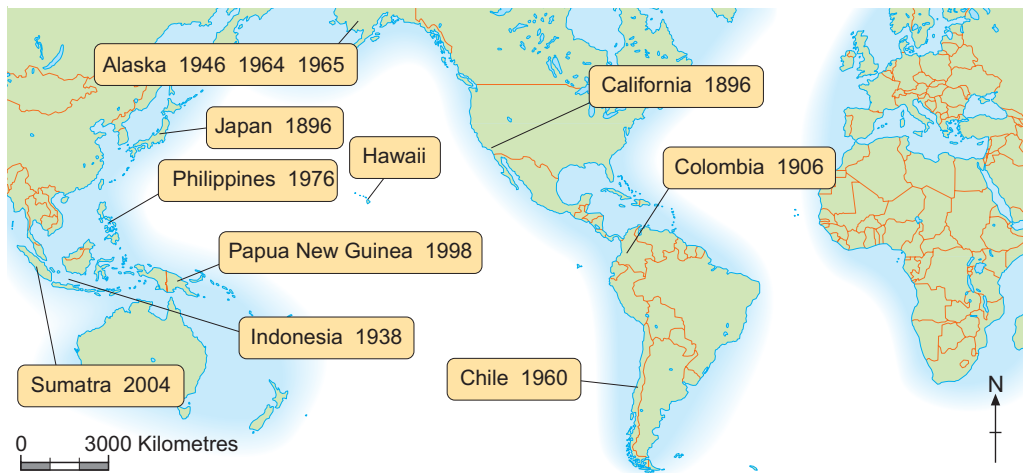 Alaska 1946 1964 1965
California 1896
Japan 1896
Hawaii
Colombia 1906
Philippines 1976
Papua New Guinea 1998
Indonesia 1938
Sumatra 2004
Chile 1960
N
0 3000 Kilometres